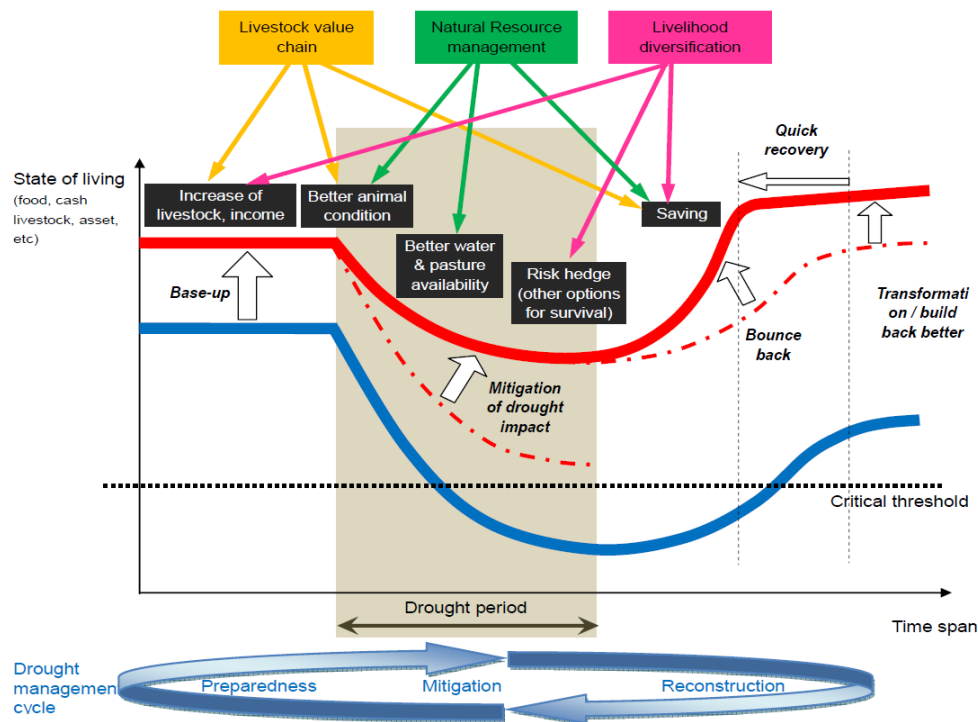 Livestock value
chain
Natural Resource
management
Livelihood
diversification
Quick
recovery
State of living
(food, cash
livestock, asset,
etc)
Increase of
livestock, income
Better animal
condition
Saving
Better water
& pasture
availability
Risk hedge
(other options
for survival)
Base-up
Transformati
on / build
back better
Bounce
back
Mitigation
of drought
impact
Critical threshold
Drought period
Time span
Drought
managemen
cycle
Preparedness
Mitigation
Reconstruction